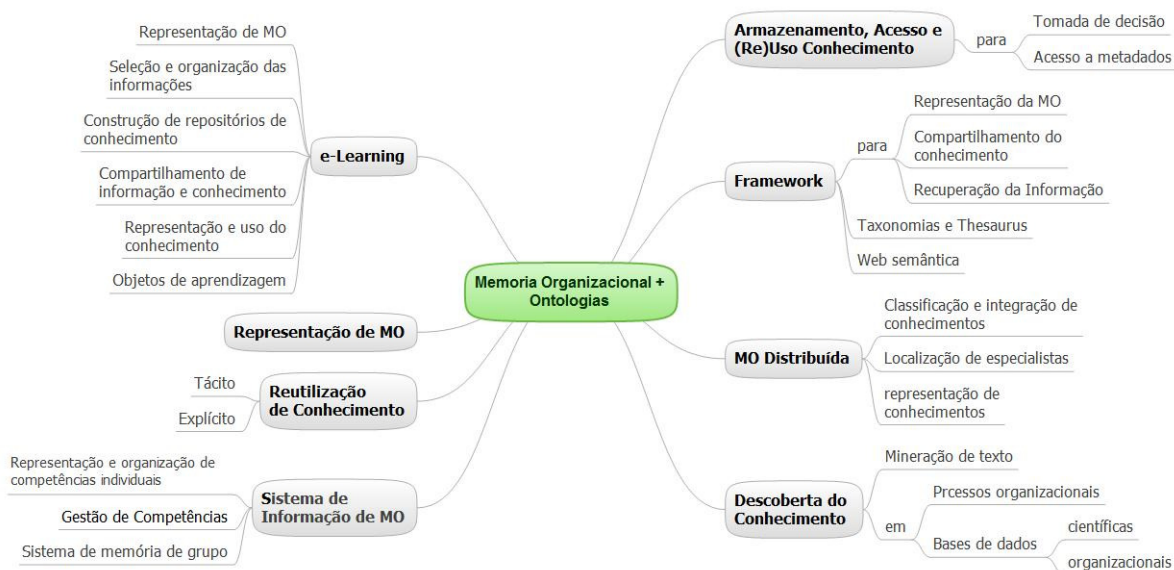 Memoria Organizacional +
Ontologias
e-Learning
Representação de MO
Seleção e organização das
informações
Construção de repositórios de
conhecimento
Compartilhamento de
informação e conhecimento
Representação e uso do
conhecimento
Objetos de aprendizagem
Representação de MO
Reutilização
de Conhecimento
Tácito
Explícito
Sistema de
Informação de MO
Representação e organização de
competências individuais
Gestão de Competências
Sistema de memória de grupo
Armazenamento, Acesso e
(Re)Uso Conhecimento
para
Tomada de decisão
Acesso a metadados
Framework
para
Representação da MO
Compartilhamento do
conhecimento
Recuperação da Informação
Taxonomias e Thesaurus
Web semântica
MO Distribuída
Classificação e integração de
conhecimentos
Localização de especialistas
representação de
conhecimentos
Descoberta do
Conhecimento
Mineração de texto
em
Prcessos organizacionais
Bases de dados
científicas
organizacionais